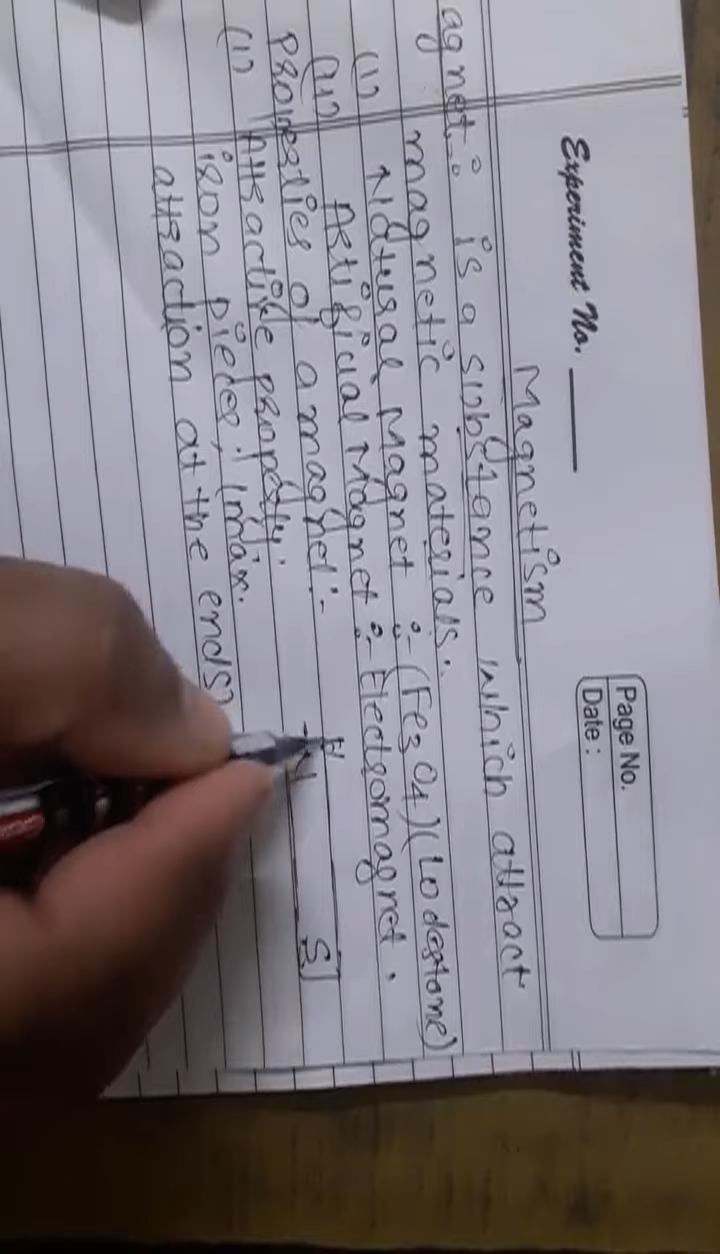 Experiment No.
Page No.
Date :
Magnetism
agnet :- is a substance which attract
magnetic materials.
(i) Natural Magnet :- (Fe3O4) (Lodestone)
(ii) Artificial Magnet :- Electromagnet.
Properties of a magnet :-
(i) Attractive property.
iron pieces, (max.
attraction at the ends)
N S